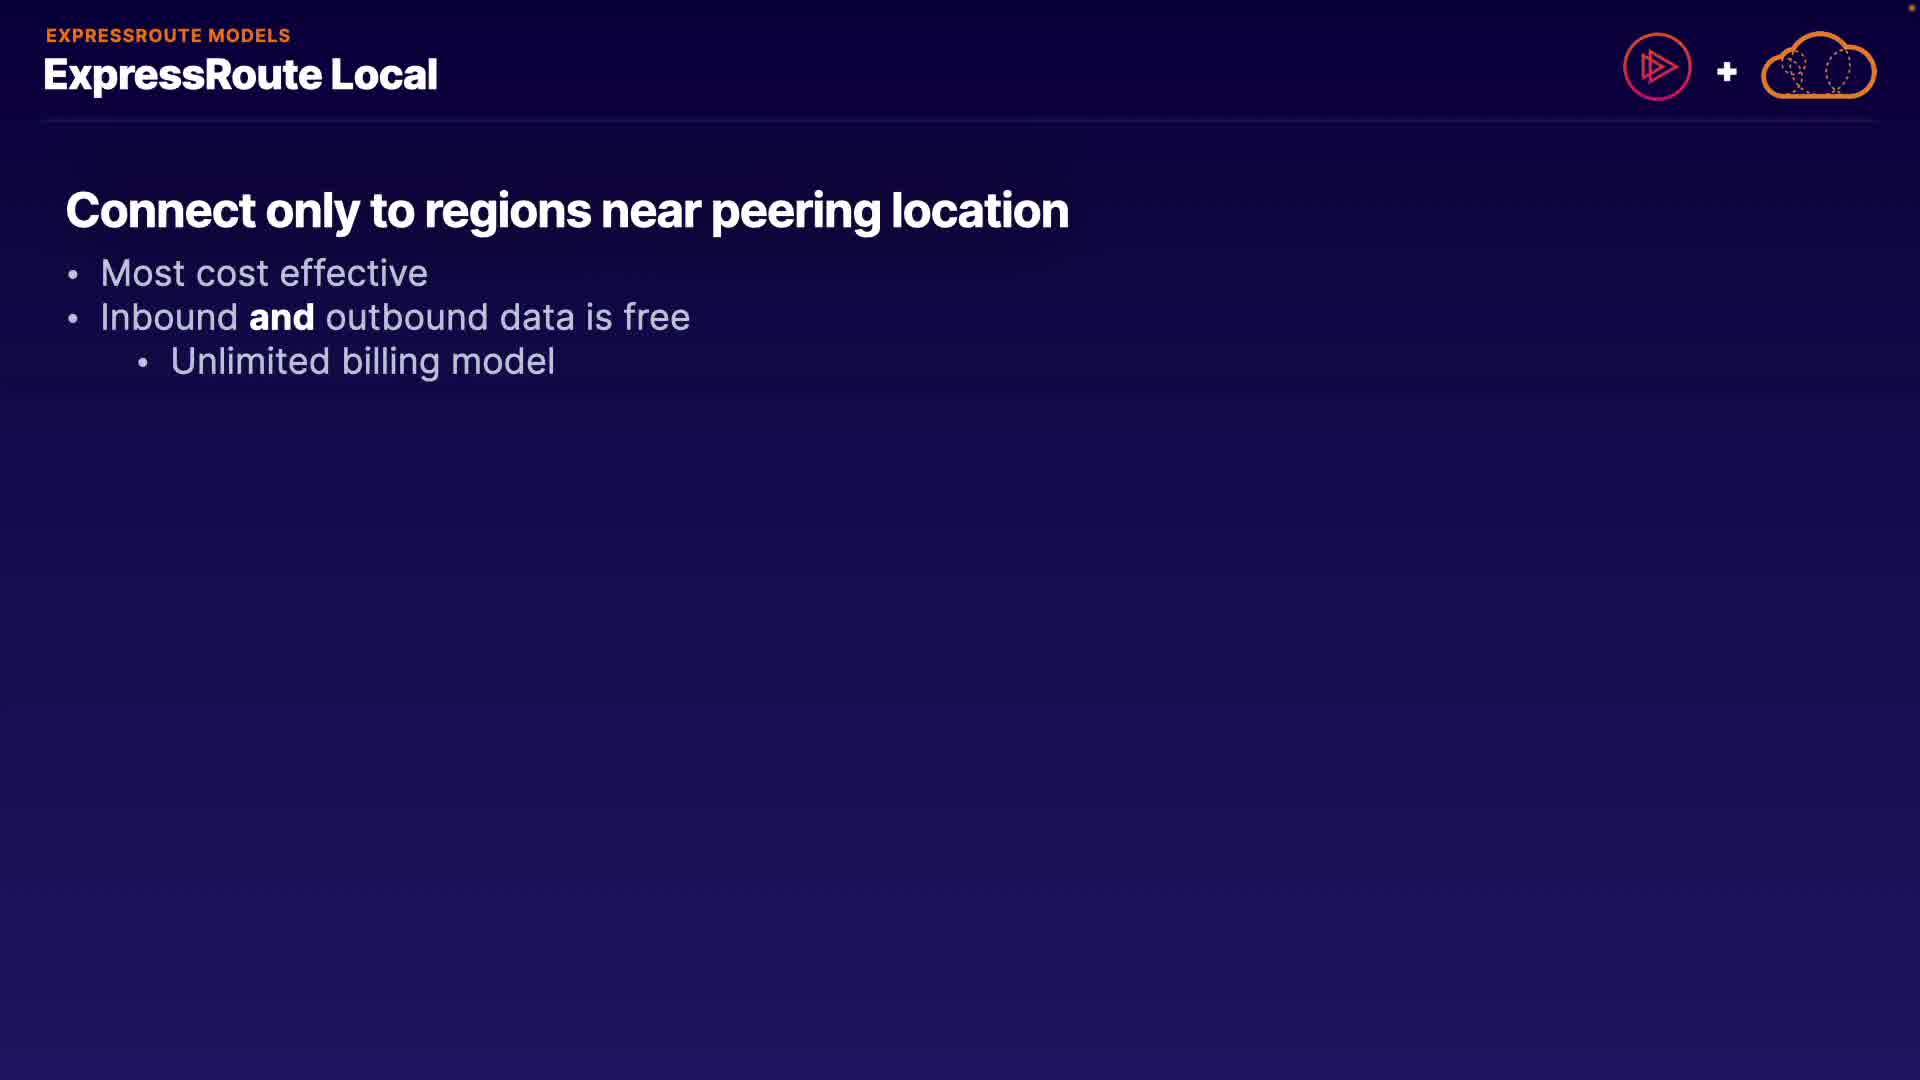 EXPRESSROUTE MODELS
ExpressRoute Local
Connect only to regions near peering location
• Most cost effective
• Inbound and outbound data is free
• Unlimited billing model